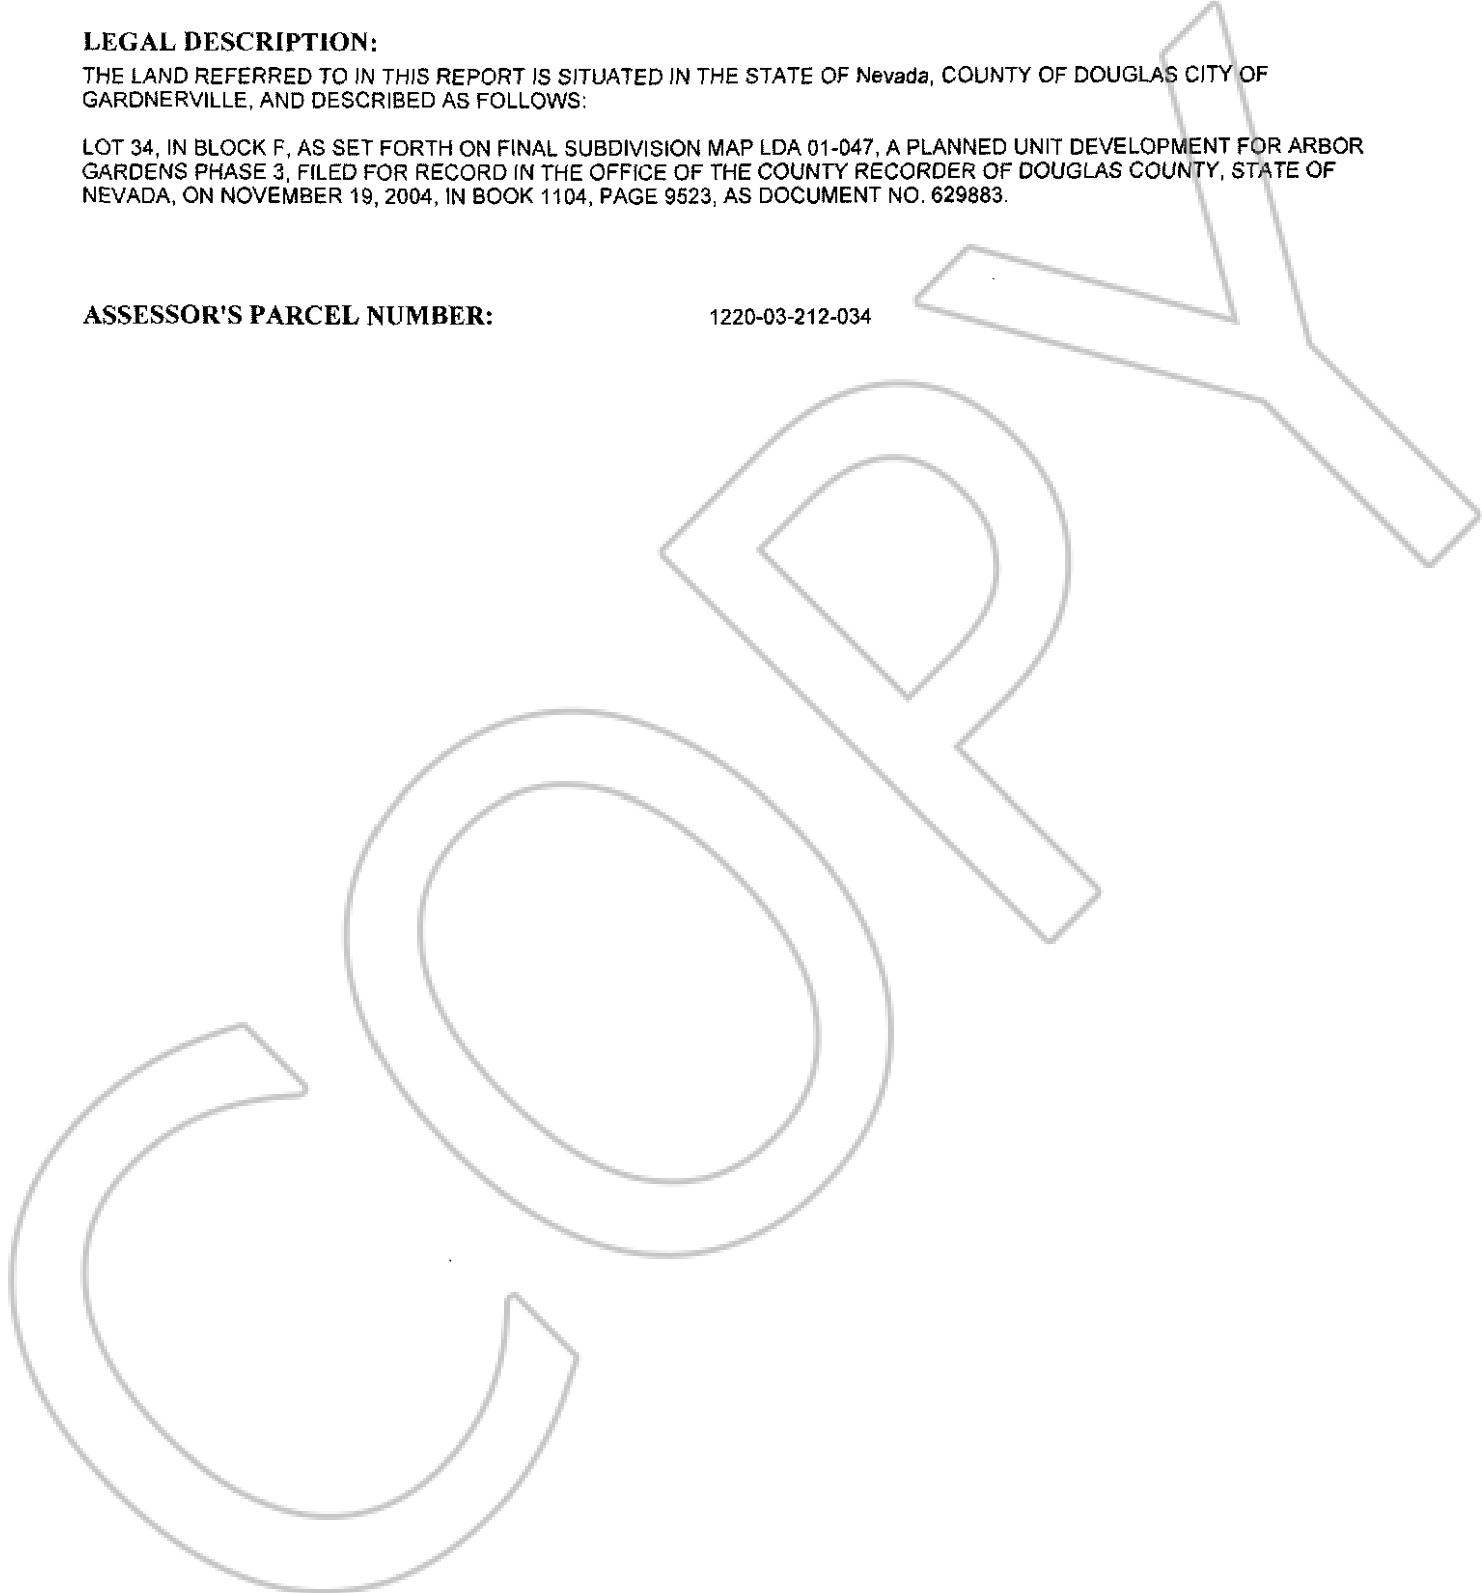 LEGAL DESCRIPTION:
THE LAND REFERRED TO IN THIS REPORT IS SITUATED IN THE STATE OF Nevada, COUNTY OF DOUGLAS CITY OF
GARDNERVILLE, AND DESCRIBED AS FOLLOWS:
LOT 34, IN BLOCK F, AS SET FORTH ON FINAL SUBDIVISION MAP LDA 01-047, A PLANNED UNIT DEVELOPMENT FOR ARBOR
GARDENS PHASE 3, FILED FOR RECORD IN THE OFFICE OF THE COUNTY RECORDER OF DOUGLAS COUNTY, STATE OF
NEVADA, ON NOVEMBER 19, 2004, IN BOOK 1104, PAGE 9523, AS DOCUMENT NO. 629883.
ASSESSOR'S PARCEL NUMBER: 1220-03-212-034
COPY